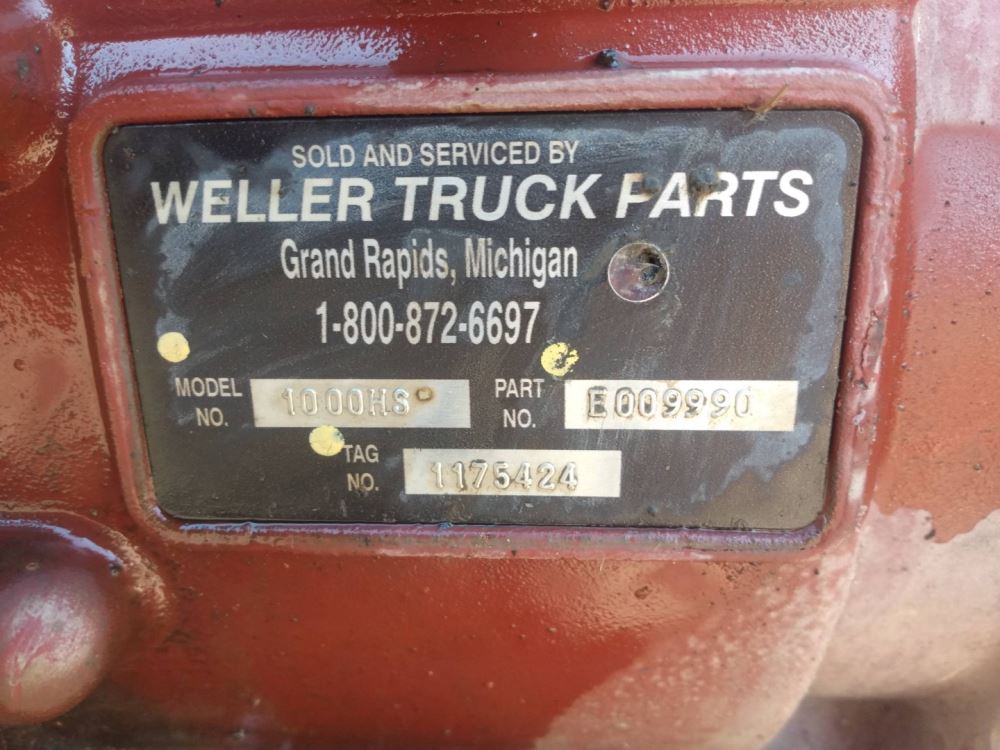 SOLD AND SERVICED BY
WELLER TRUCK PARTS
Grand Rapids, Michigan
1-800-872-6697
MODEL NO. 1000HS PART NO. E009990
TAG NO. 1175424